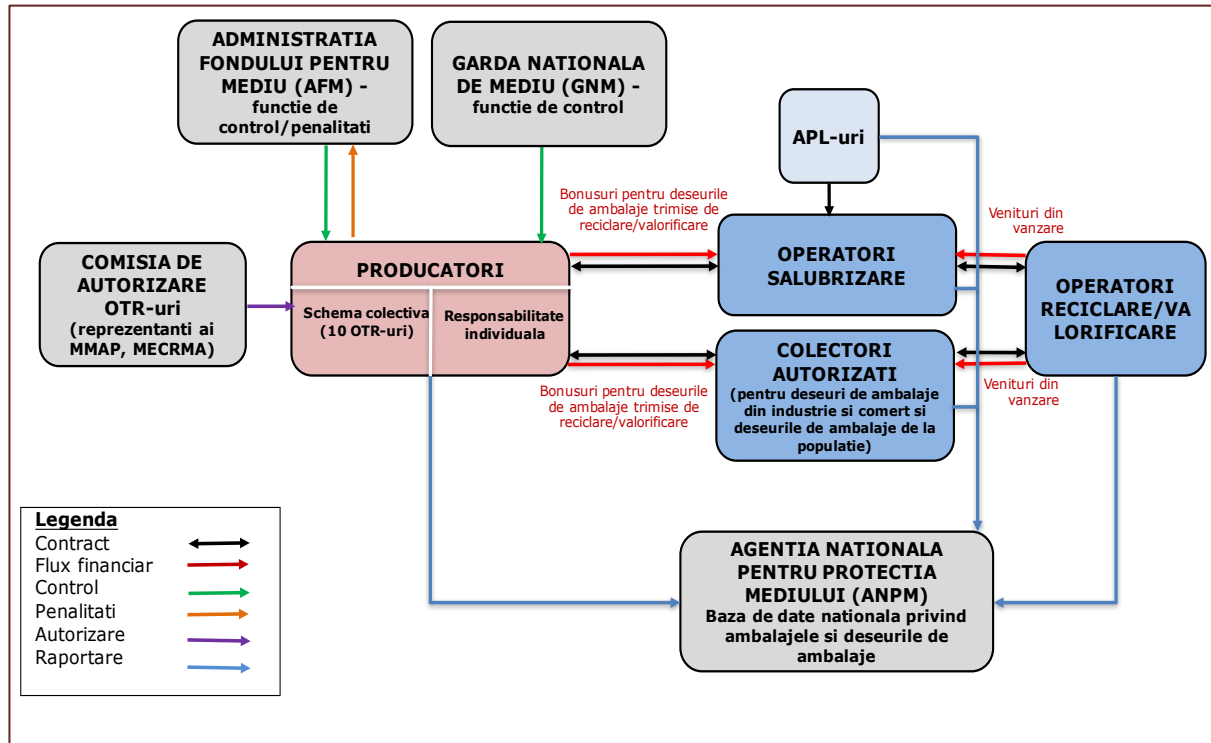 ADMINISTRATIA
FONDULUI PENTRU
MEDIU (AFM) -
functie de
control/penalitati
GARDA NATIONALA
DE MEDIU (GNM) -
functie de control
APL-uri
Bonusuri pentru deseurile
de ambalaje trimise de
reciclare/valorificare
Venituri din
vanzare
COMISIA DE
AUTORIZARE
OTR-uri
(reprezentanti ai
MMAP, MECRMA)
PRODUCATORI
Schema colectiva
(10 OTR-uri)
Responsabilitate
individuala
OPERATORI
SALUBRIZARE
OPERATORI
RECICLARE/VA
LORIFICARE
COLECTORI
AUTORIZATI
(pentru deseuri de ambalaje
din industrie si comert si
deseurile de ambalaje de la
populatie)
Bonusuri pentru deseurile
de ambalaje trimise de
reciclare/valorificare
Venituri din
vanzare
Legenda
Contract
Flux financiar
Control
Penalitati
Autorizare
Raportare
AGENTIA NATIONALA
PENTRU PROTECTIA
MEDIULUI (ANPM)
Baza de date nationala privind
ambalajele si deseurile de
ambalaje